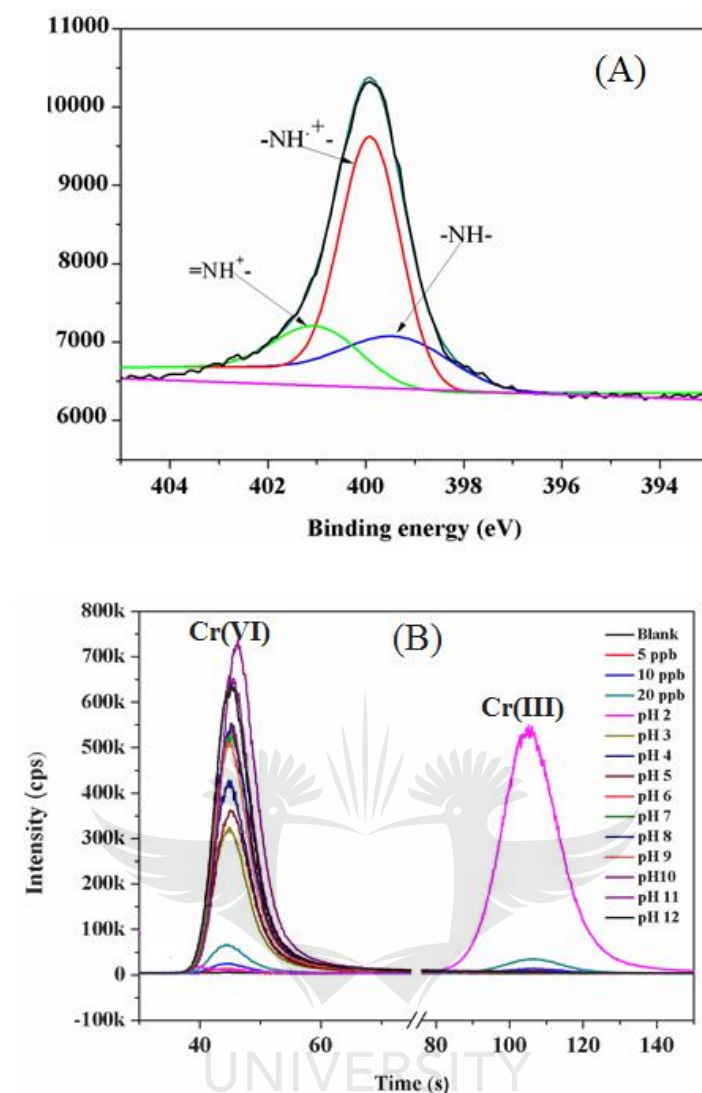 11000
(A)
10000
-NH·+-
9000
8000
-NH-
=NH+-
7000
6000
404 402 400 398 396 394
Binding energy (eV)
800k
Cr(VI)
(B)
Blank
700k
5 ppb
10 ppb
600k
20 ppb
Cr(III)
pH 2
500k
pH 3
pH 4
400k
pH 5
pH 6
300k
pH 7
pH 8
200k
pH 9
pH10
100k
pH 11
pH 12
0
-100k
Intensity (cps)
40 60 80 100 120 140
Time (s)
UNIVERSITY